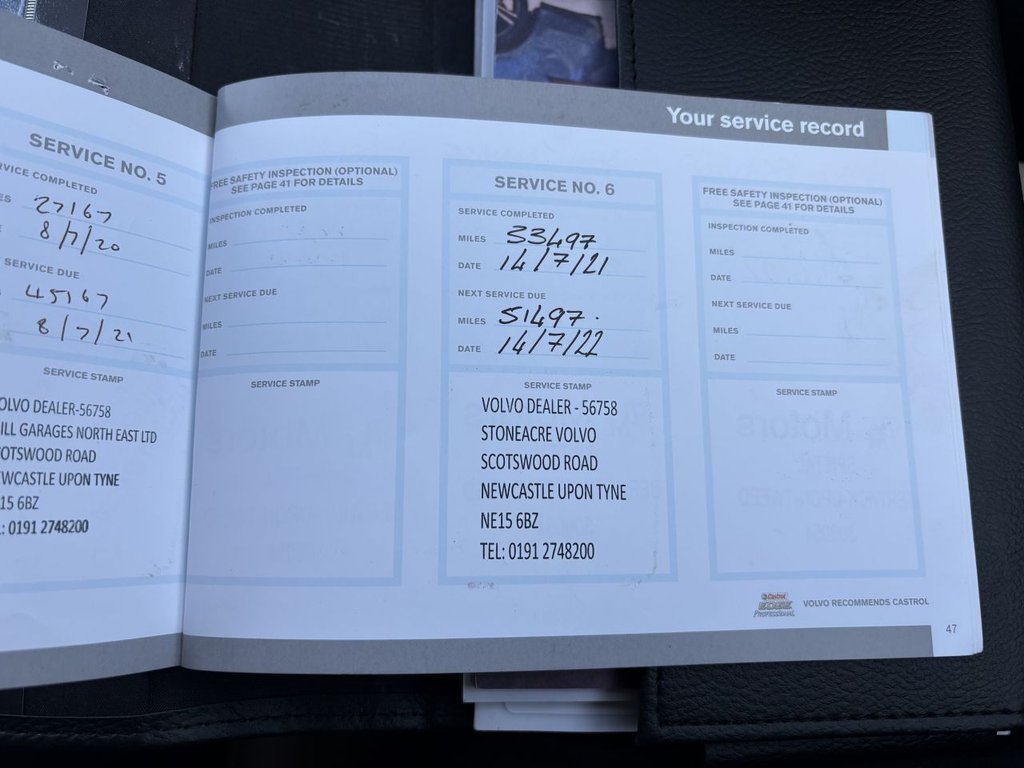 Your service record
SERVICE NO. 5
SERVICE COMPLETED
27167
8/7/20
SERVICE DUE
45167
8/7/21
SERVICE STAMP
VOLVO DEALER-56758
ILL GARAGES NORTH EAST LTD
SCOTSWOOD ROAD
NEWCASTLE UPON TYNE
15 6BZ
: 0191 2748200
FREE SAFETY INSPECTION (OPTIONAL)
SEE PAGE 41 FOR DETAILS
INSPECTION COMPLETED
MILES
DATE
NEXT SERVICE DUE
MILES
DATE
SERVICE STAMP
SERVICE NO. 6
SERVICE COMPLETED
MILES 33497
DATE 14/7/21
NEXT SERVICE DUE
MILES 51497.
DATE 14/7/22
SERVICE STAMP
VOLVO DEALER - 56758
STONEACRE VOLVO
SCOTSWOOD ROAD
NEWCASTLE UPON TYNE
NE15 6BZ
TEL: 0191 2748200
FREE SAFETY INSPECTION (OPTIONAL)
SEE PAGE 41 FOR DETAILS
INSPECTION COMPLETED
MILES
DATE
NEXT SERVICE DUE
MILES
DATE
SERVICE STAMP
Castrol
EDGE
Professional
VOLVO RECOMMENDS CASTROL
47